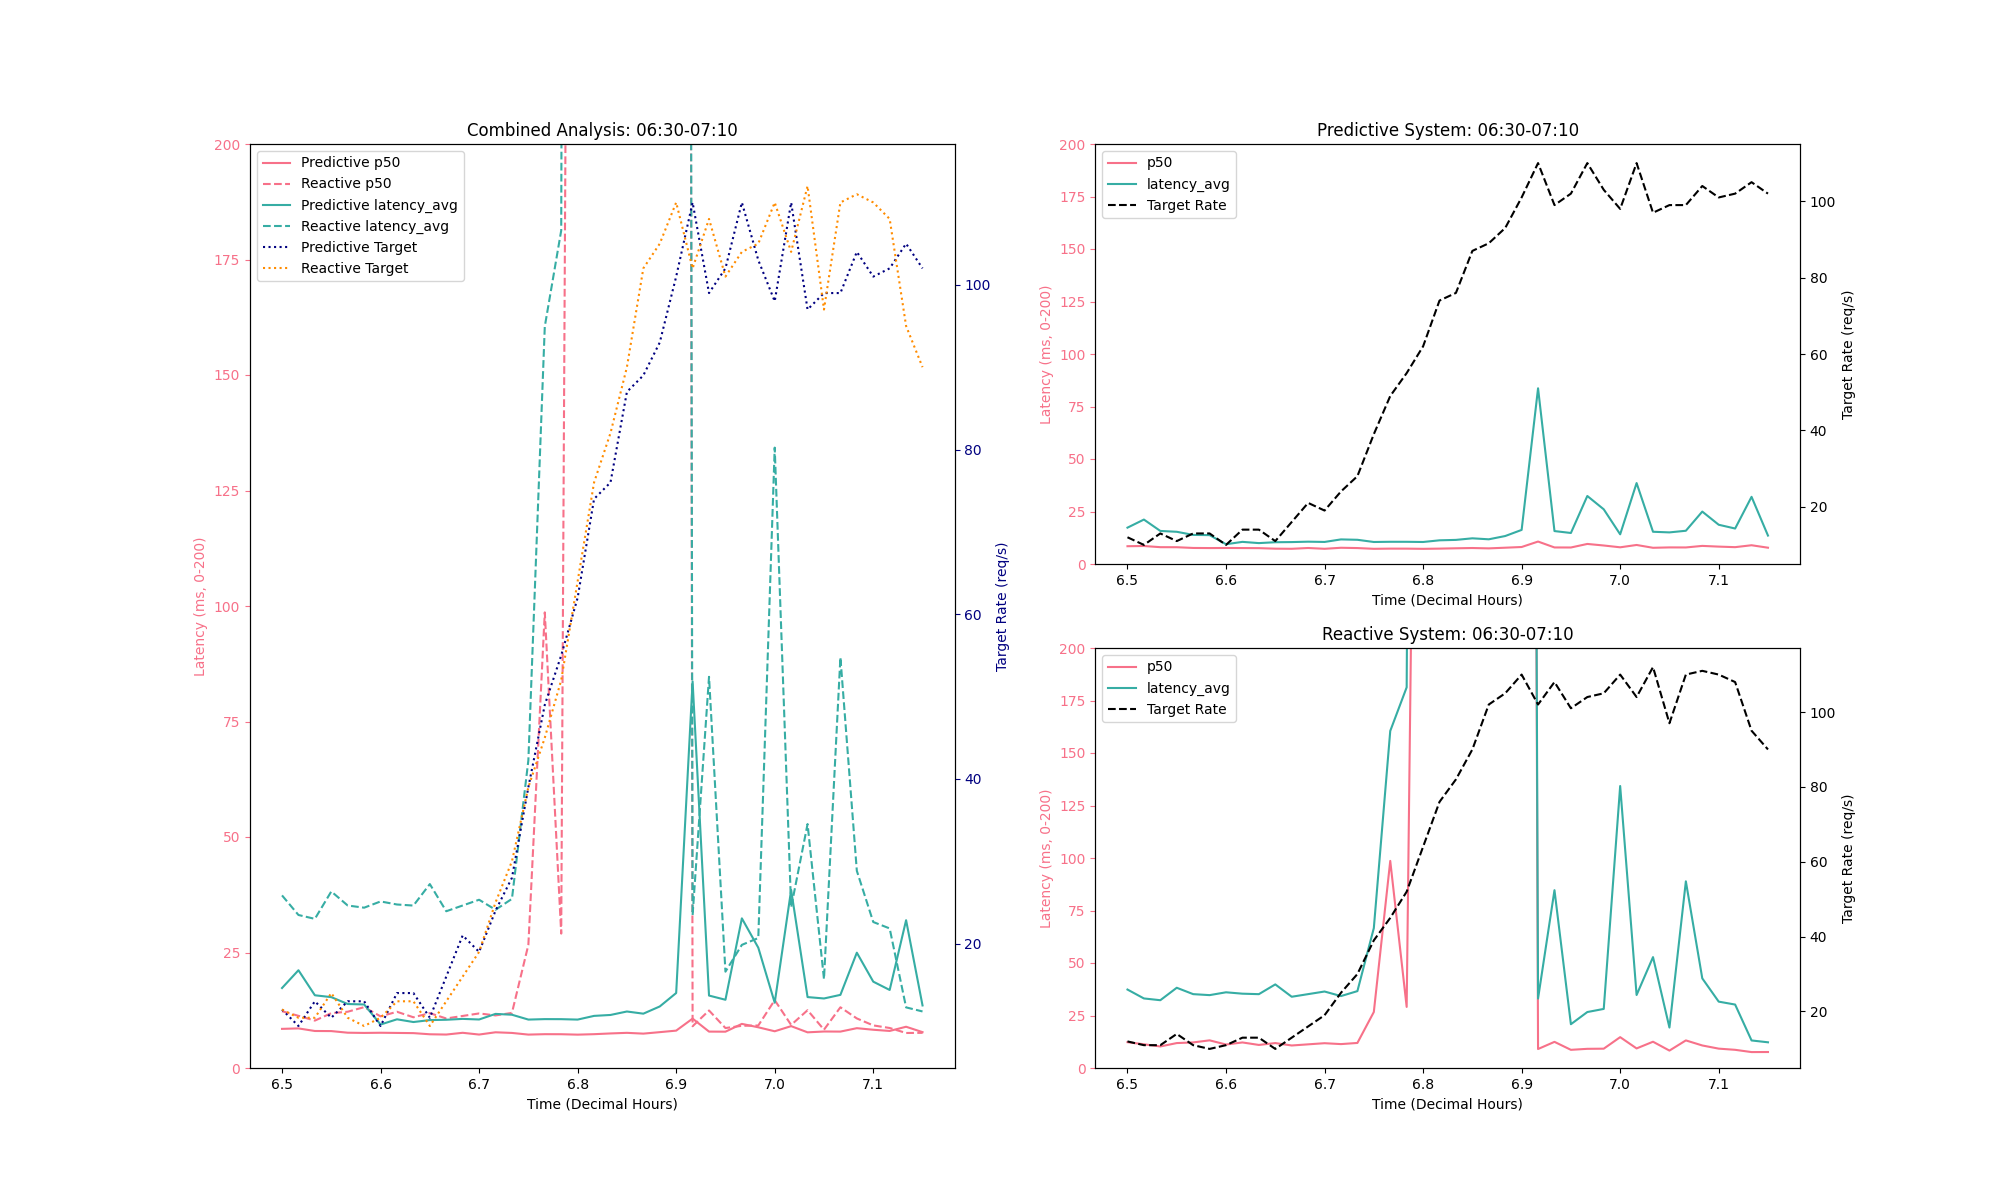 Combined Analysis: 06:30-07:10
Predictive p50
Reactive p50
Predictive latency_avg
Reactive latency_avg
Predictive Target
Reactive Target
200
175
150
125
100
75
50
25
0
Latency (ms, 0-200)
100
80
60
40
20
Target Rate (req/s)
6.5 6.6 6.7 6.8 6.9 7.0 7.1
Time (Decimal Hours)
Predictive System: 06:30-07:10
p50
latency_avg
Target Rate
200
175
150
125
100
75
50
25
0
Latency (ms, 0-200)
100
80
60
40
20
Target Rate (req/s)
6.5 6.6 6.7 6.8 6.9 7.0 7.1
Time (Decimal Hours)
Reactive System: 06:30-07:10
p50
latency_avg
Target Rate
200
175
150
125
100
75
50
25
0
Latency (ms, 0-200)
100
80
60
40
20
Target Rate (req/s)
6.5 6.6 6.7 6.8 6.9 7.0 7.1
Time (Decimal Hours)